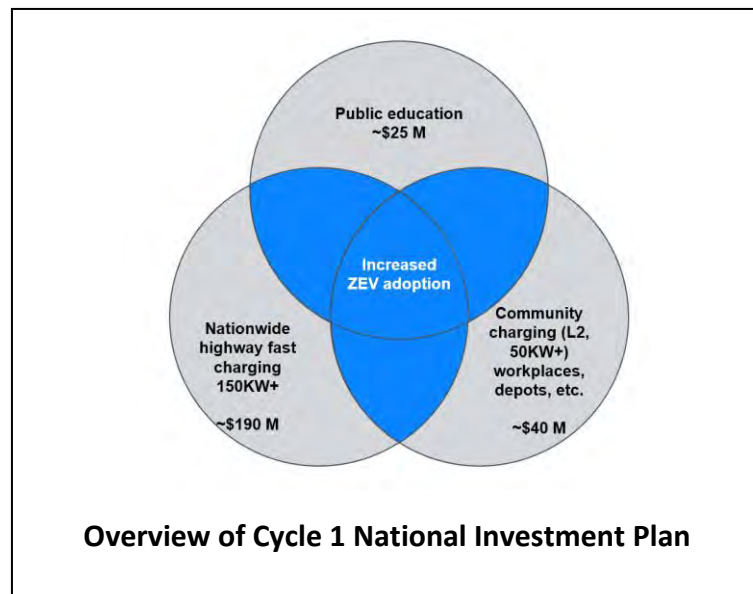 Public education
~$25 M
Increased
ZEV adoption
Nationwide
highway fast
charging
150KW+
~$190 M
Community
charging (L2,
50KW+)
workplaces,
depots, etc.
~$40 M
Overview of Cycle 1 National Investment Plan